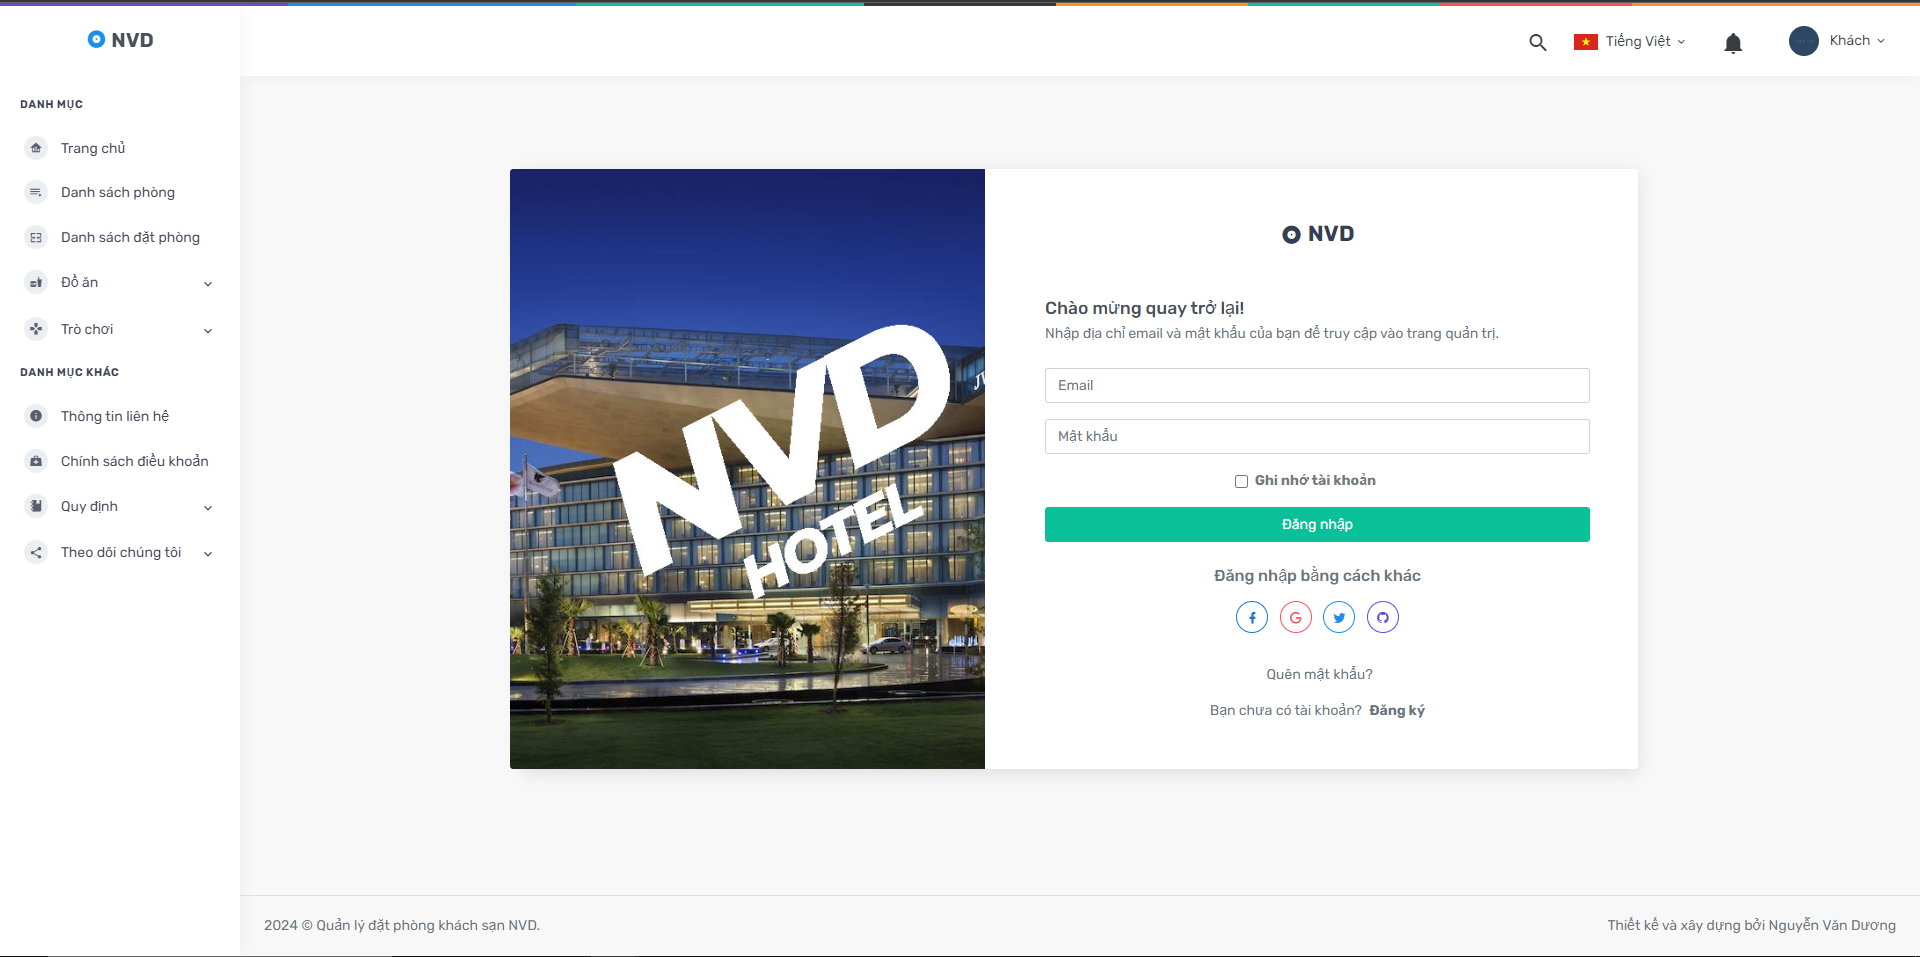 NVD
Tiếng Việt
Khách
DANH MỤC
Trang chủ
Danh sách phòng
Danh sách đặt phòng
Đồ ăn
Trò chơi
DANH MỤC KHÁC
Thông tin liên hệ
Chính sách điều khoản
Quy định
Theo dõi chúng tôi
NVD
HOTEL
NVD
Chào mừng quay trở lại!
Nhập địa chỉ email và mật khẩu của bạn để truy cập vào trang quản trị.
Email
Mật khẩu
Ghi nhớ tài khoản
Đăng nhập
Đăng nhập bằng cách khác
Quên mật khẩu?
Bạn chưa có tài khoản? Đăng ký
2024 © Quản lý đặt phòng khách sạn NVD.
Thiết kế và xây dựng bởi Nguyễn Văn Dương